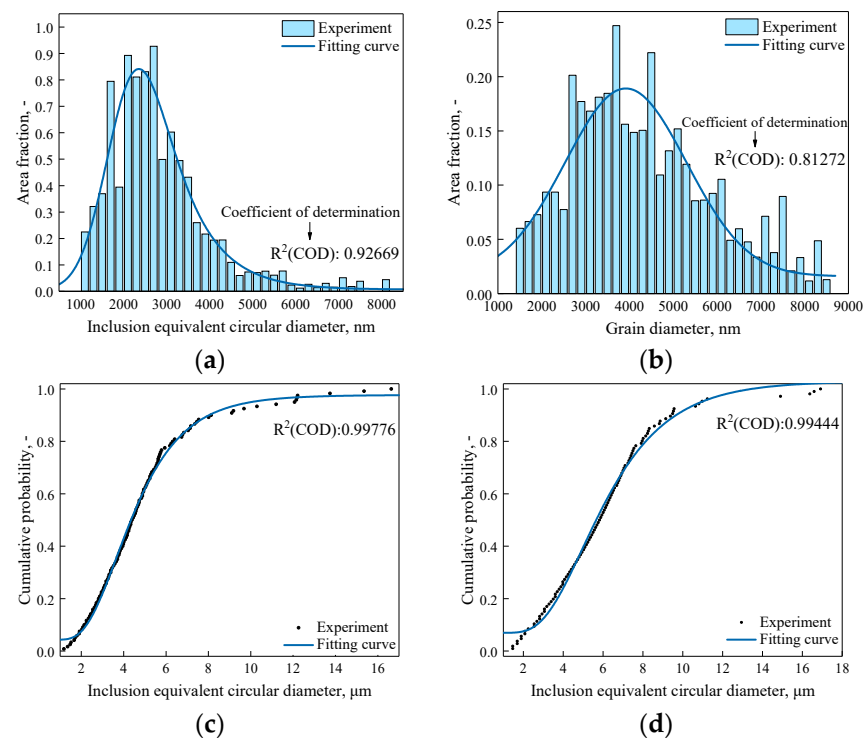 Experiment
Fitting curve
Coefficient of determination
R²(COD): 0.92669
Area fraction, -
1.0
0.9
0.8
0.7
0.6
0.5
0.4
0.3
0.2
0.1
0.0
1000 2000 3000 4000 5000 6000 7000 8000
Inclusion equivalent circular diameter, nm
(a)
Experiment
Fitting curve
Coefficient of determination
R²(COD): 0.81272
Area fraction, -
0.25
0.20
0.15
0.10
0.05
0.00
1000 2000 3000 4000 5000 6000 7000 8000 9000
Grain diameter, nm
(b)
R²(COD):0.99776
Experiment
Fitting curve
Cumulative probability, -
1.0
0.8
0.6
0.4
0.2
0.0
2 4 6 8 10 12 14 16
Inclusion equivalent circular diameter, μm
(c)
R²(COD):0.99444
Experiment
Fitting curve
Cumulative probability, -
1.0
0.8
0.6
0.4
0.2
0.0
2 4 6 8 10 12 14 16 18
Inclusion equivalent circular diameter, μm
(d)